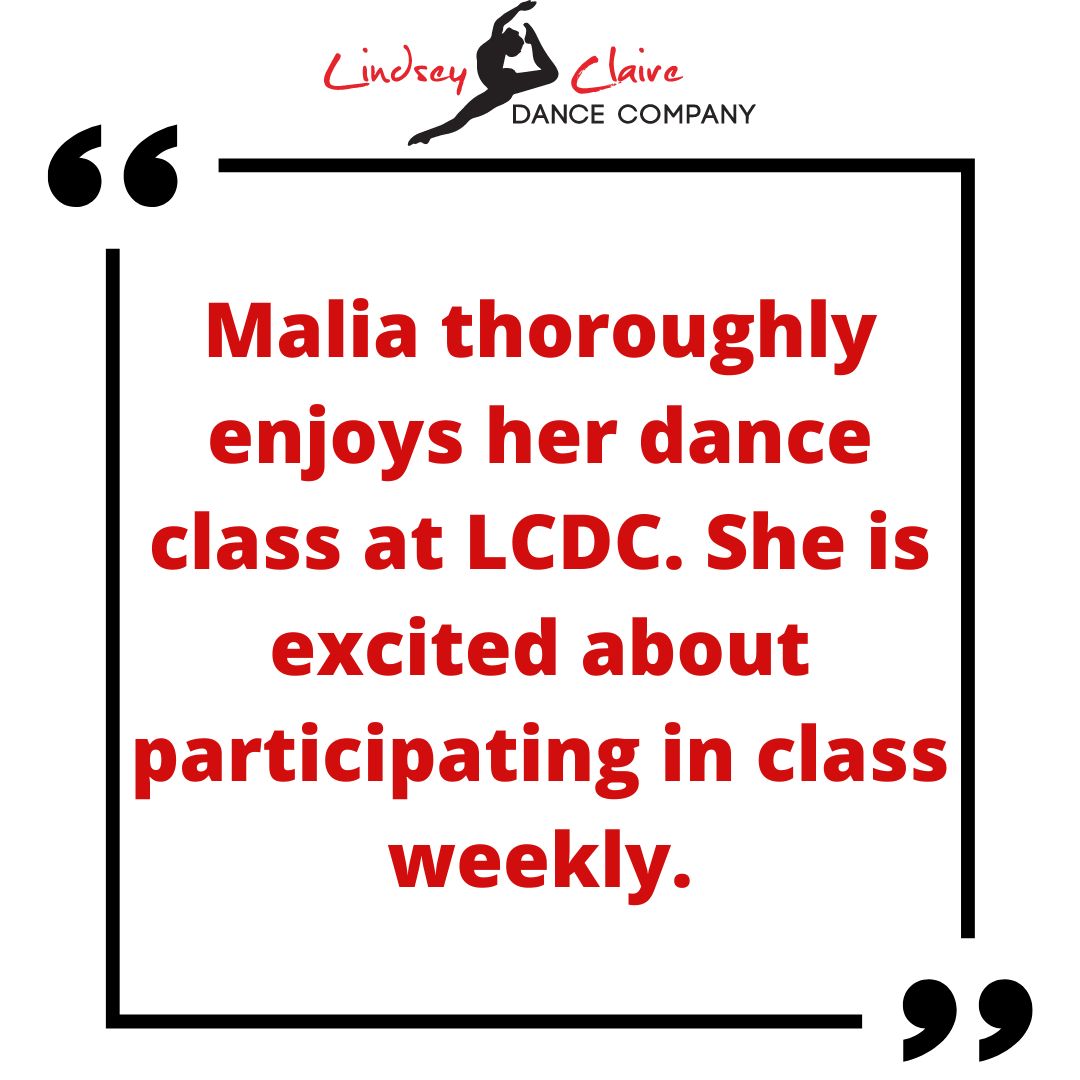 Lindsey Claire
DANCE COMPANY
“
Malia thoroughly
enjoys her dance
class at LCDC. She is
excited about
participating in class
weekly.
”